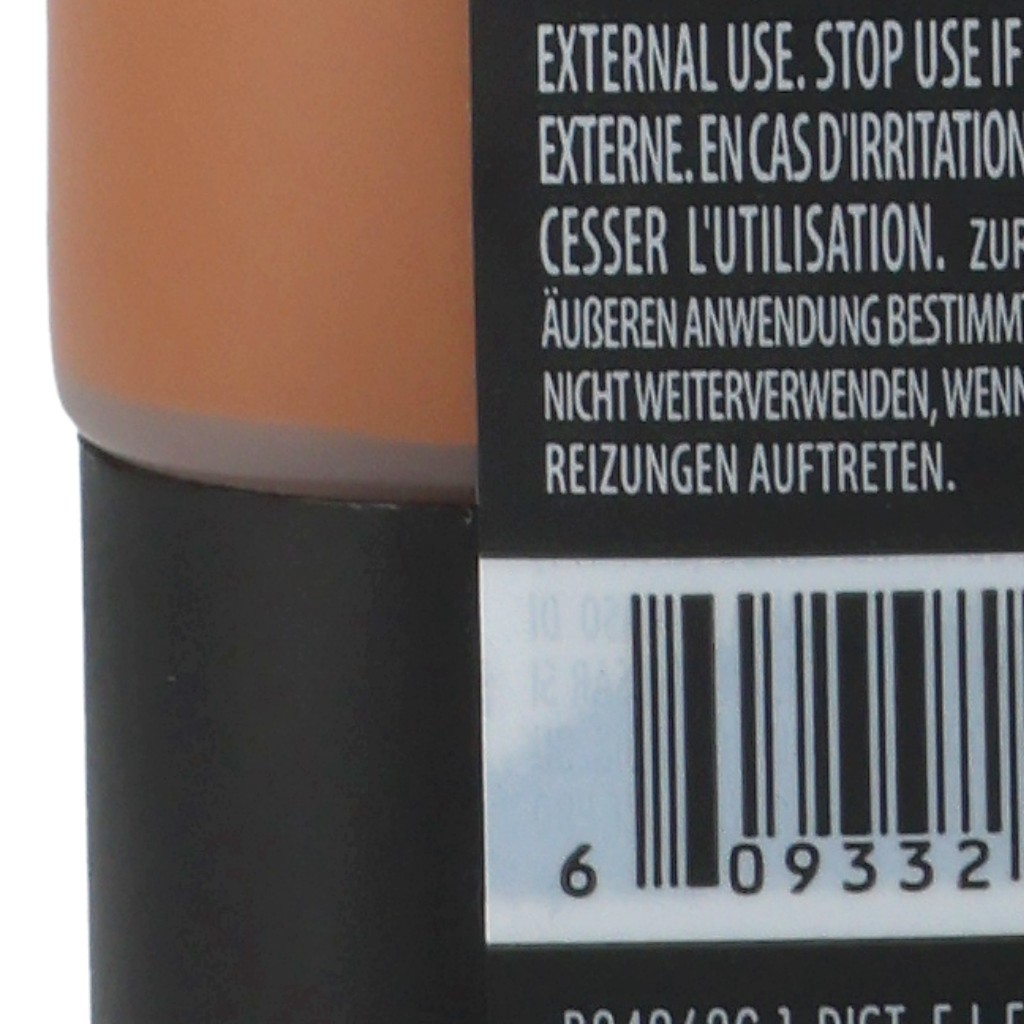 EXTERNAL USE. STOP USE IF
EXTERNE. EN CAS D'IRRITATION
CESSER L'UTILISATION. ZUR
ÄUßEREN ANWENDUNG BESTIMMT
NICHT WEITERVERWENDEN, WENN
REIZUNGEN AUFTRETEN.
6 09332
DIST. E.L.F.